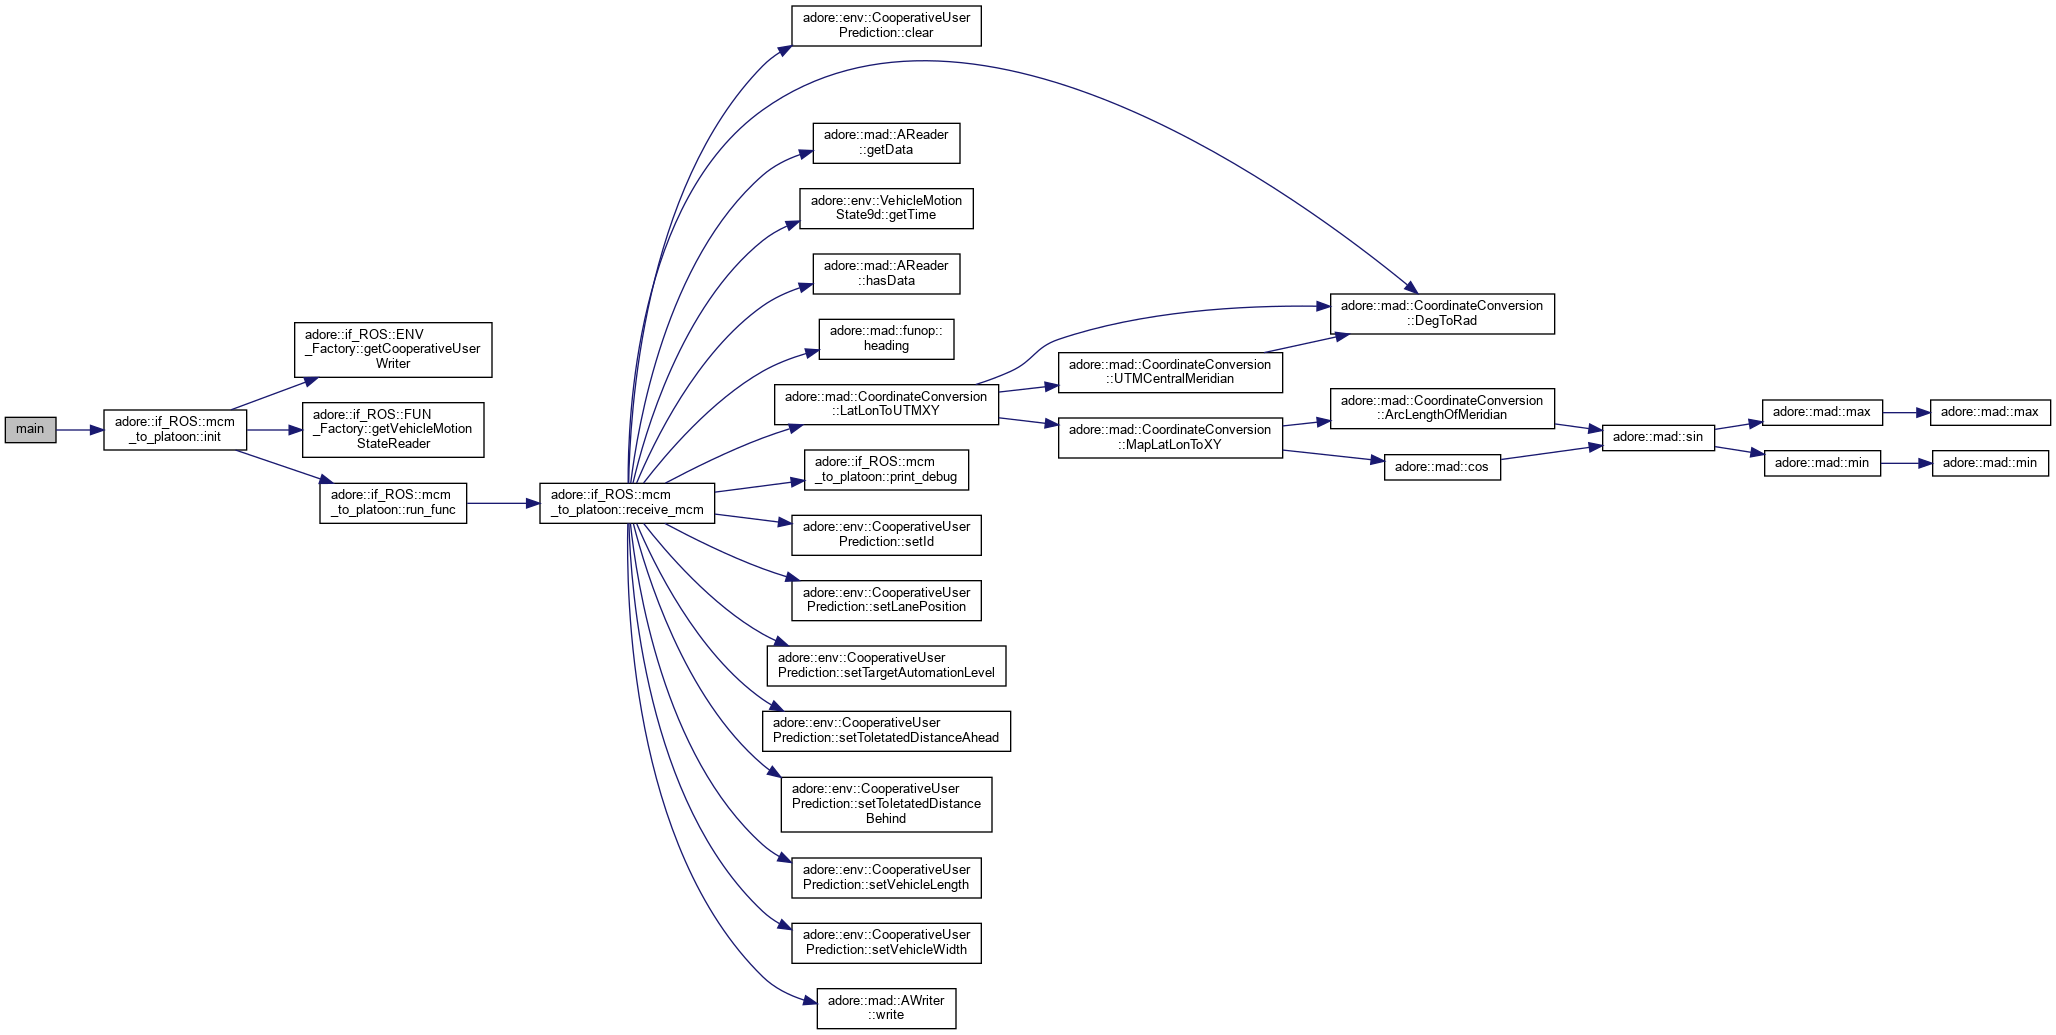 main
adore::if_ROS::mcm
_to_platoon::init
adore::if_ROS::ENV
_Factory::getCooperativeUser
Writer
adore::if_ROS::FUN
_Factory::getVehicleMotion
StateReader
adore::if_ROS::mcm
_to_platoon::run_func
adore::if_ROS::mcm
_to_platoon::receive_mcm
adore::env::CooperativeUser
Prediction::clear
adore::mad::AReader
::getData
adore::env::VehicleMotion
State9d::getTime
adore::mad::AReader
::hasData
adore::mad::funop::
heading
adore::mad::CoordinateConversion
::LatLonToUTMXY
adore::if_ROS::mcm
_to_platoon::print_debug
adore::env::CooperativeUser
Prediction::setId
adore::env::CooperativeUser
Prediction::setLanePosition
adore::env::CooperativeUser
Prediction::setTargetAutomationLevel
adore::env::CooperativeUser
Prediction::setToletatedDistanceAhead
adore::env::CooperativeUser
Prediction::setToletatedDistance
Behind
adore::env::CooperativeUser
Prediction::setVehicleLength
adore::env::CooperativeUser
Prediction::setVehicleWidth
adore::mad::AWriter
::write
adore::mad::CoordinateConversion
::UTMCentralMeridian
adore::mad::CoordinateConversion
::MapLatLonToXY
adore::mad::CoordinateConversion
::DegToRad
adore::mad::CoordinateConversion
::ArcLengthOfMeridian
adore::mad::cos
adore::mad::sin
adore::mad::max
adore::mad::min
adore::mad::max
adore::mad::min